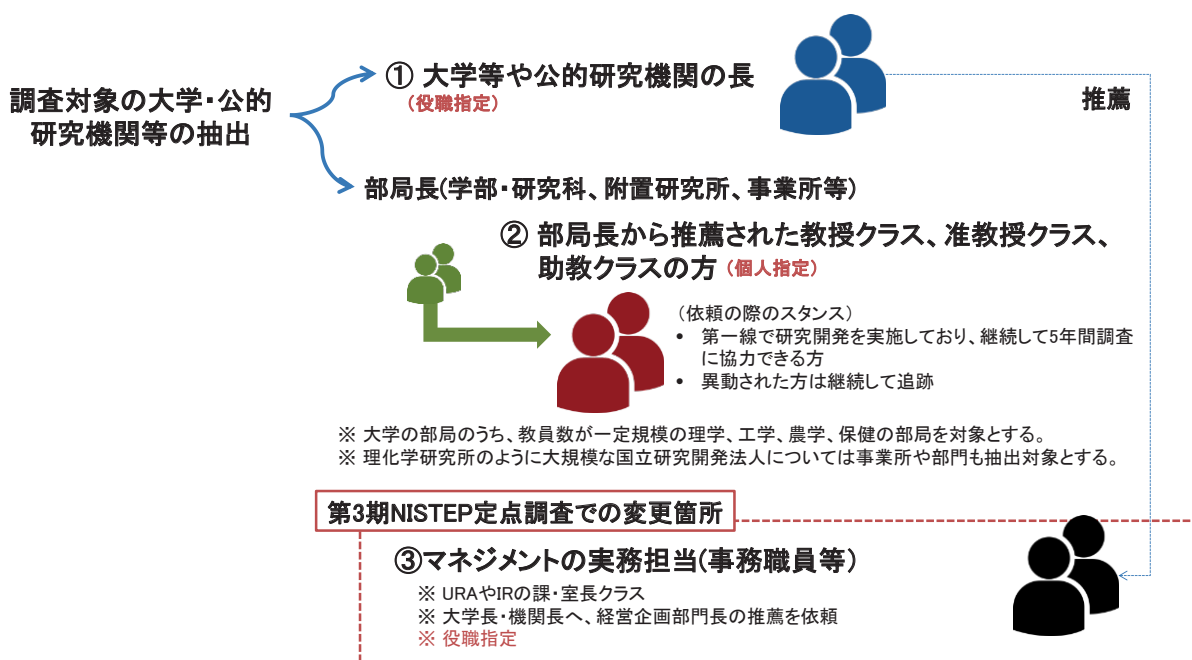 調査対象の大学・公的
研究機関等の抽出
① 大学等や公的研究機関の長
（役職指定）
推薦
部局長(学部・研究科、附置研究所、事業所等)
② 部局長から推薦された教授クラス、准教授クラス、
助教クラスの方（個人指定）
（依頼の際のスタンス）
• 第一線で研究開発を実施しており、継続して5年間調査
に協力できる方
• 異動された方は継続して追跡
※ 大学の部局のうち、教員数が一定規模の理学、工学、農学、保健の部局を対象とする。
※ 理化学研究所のように大規模な国立研究開発法人については事業所や部門も抽出対象とする。
第3期NISTEP定点調査での変更箇所
③マネジメントの実務担当(事務職員等)
※ URAやIRの課・室長クラス
※ 大学長・機関長へ、経営企画部門長の推薦を依頼
※ 役職指定